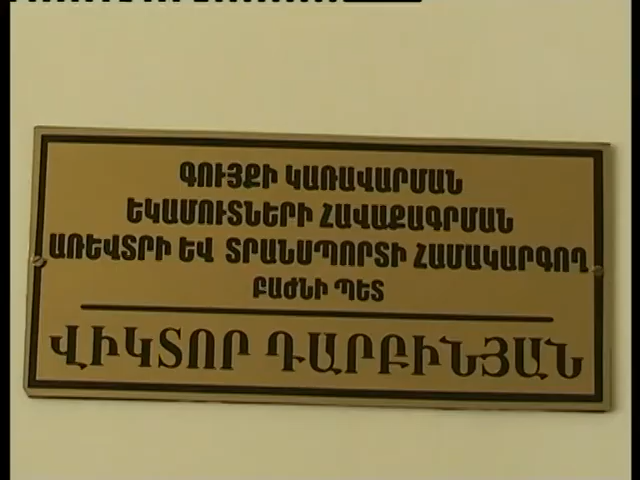 ԳՈՒՅՔԻ ԿԱՌԱՎԱՐՄԱՆ
ԵԿԱՄՈՒՏՆԵՐԻ ՀԱՎԱՔԱԳՐՄԱՆ
ԱՌԵՎՏՐԻ ԵՎ ՏՐԱՆՍՊՈՐՏԻ ՀԱՄԱԿԱՐԳՈՂ
ԲԱԺՆԻ ՊԵՏ
ՎԻԿՏՈՐ ԴԱՐԲԻՆՅԱՆ